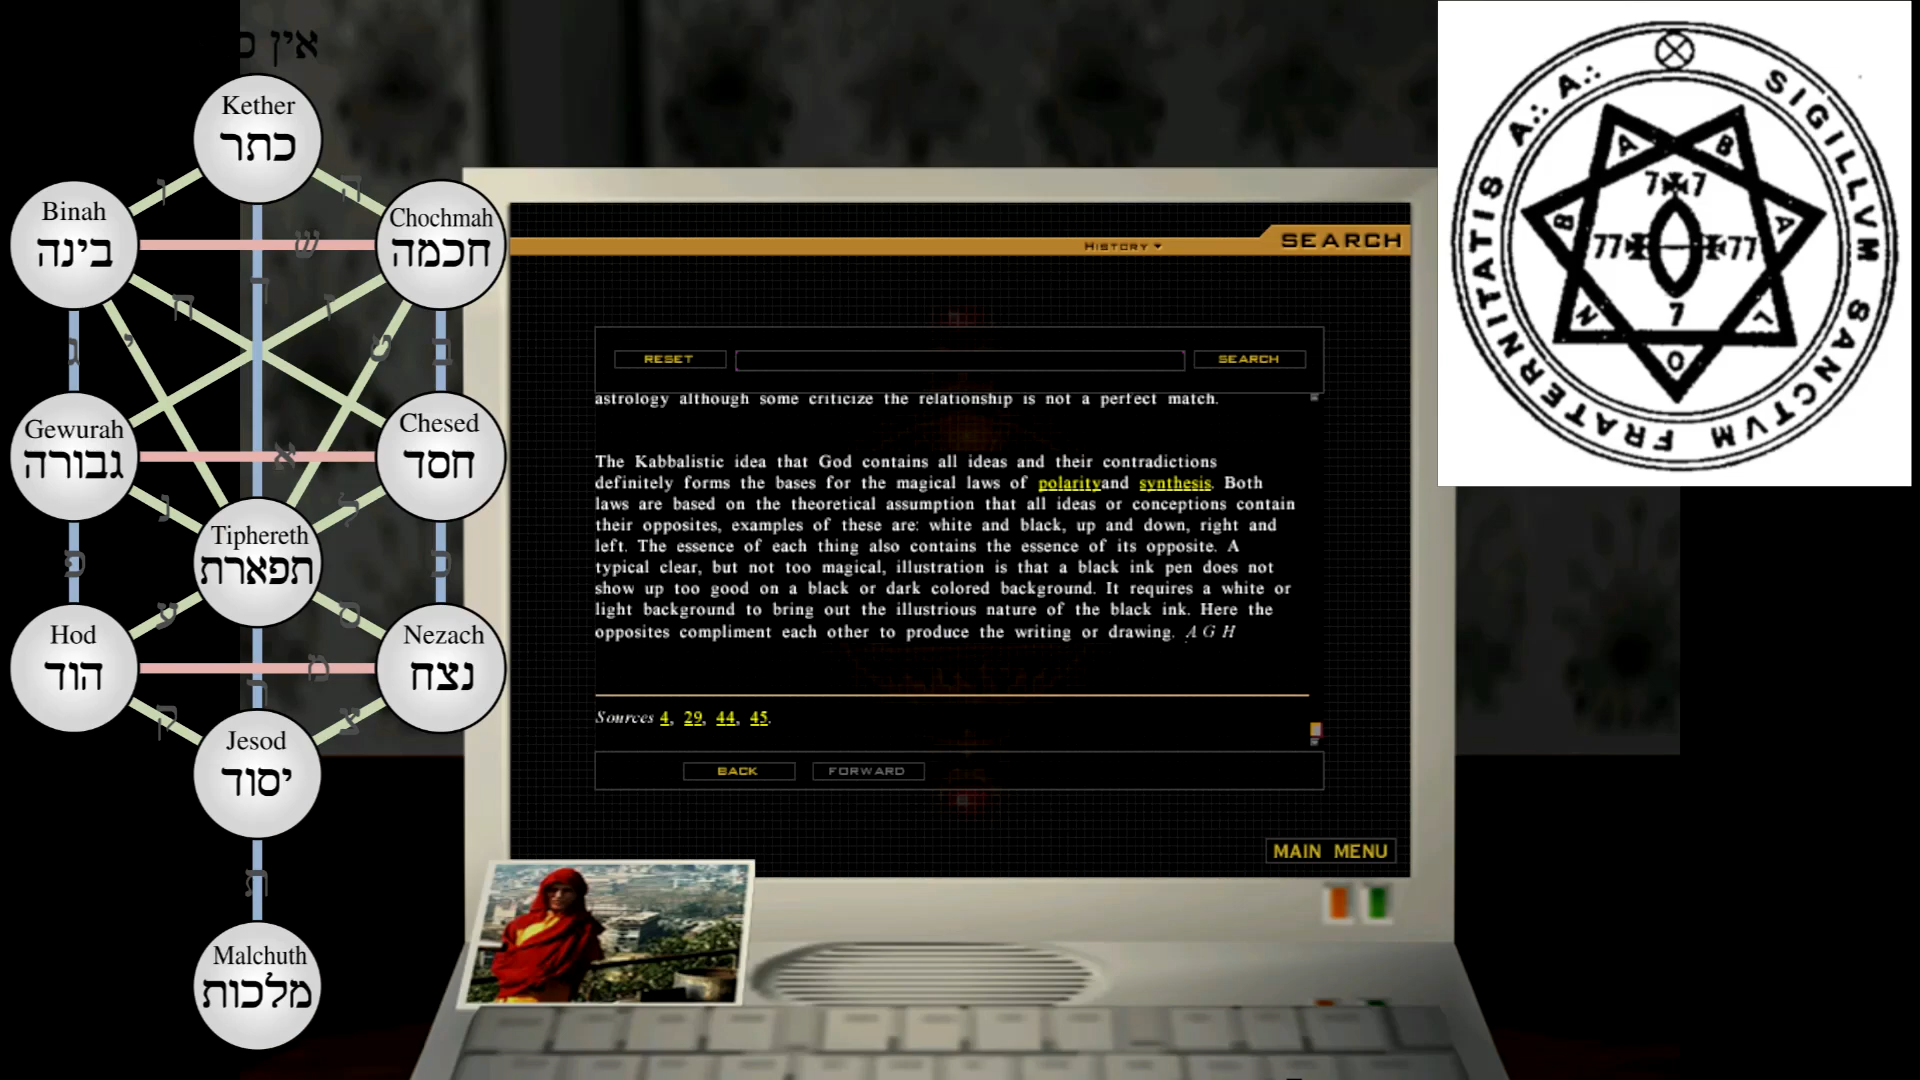 אין ס
Kether
כתר
Binah
בינה
Chochmah
חכמה
Gewurah
גבורה
Chesed
חסד
Tiphereth
תפארת
Hod
הוד
Nezach
נצח
Jesod
יסוד
Malchuth
מלכות
ו
ה
ש
ד
ח
ז
ג
י
ט
ב
א
נ
ל
פ
כ
ע
ס
מ
ר
ק
צ
ת
HISTORY
SEARCH
RESET
SEARCH
astrology although some criticize the relationship is not a perfect match.
The Kabbalistic idea that God contains all ideas and their contradictions
definitely forms the bases for the magical laws of polarityand synthesis. Both
laws are based on the theoretical assumption that all ideas or conceptions contain
their opposites, examples of these are: white and black, up and down, right and
left. The essence of each thing also contains the essence of its opposite. A
typical clear, but not too magical, illustration is that a black ink pen does not
show up too good on a black or dark colored background. It requires a white or
light background to bring out the illustrious nature of the black ink. Here the
opposites compliment each other to produce the writing or drawing. A G H
Sources 4, 29, 44, 45.
BACK
FORWARD
MAIN MENU
SIGILLVM SANCTVM FRATERNITATIS A∴ A∴
A
B
B
A
7 7
77 77
7
N
L
O